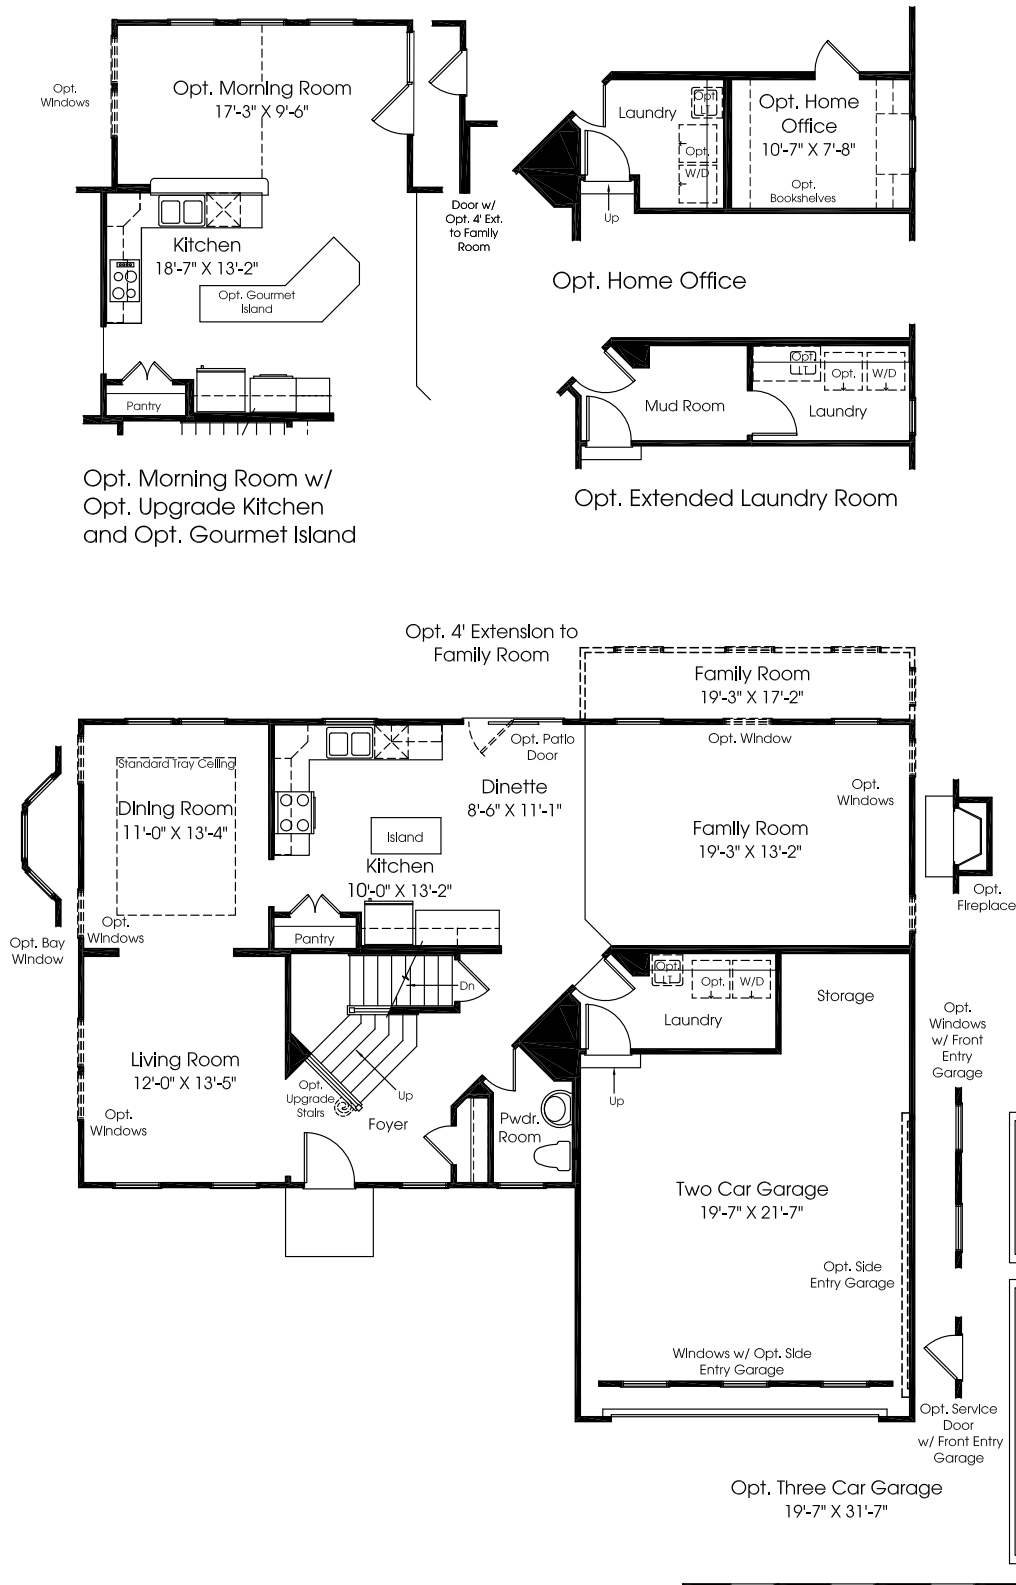 Opt.
Windows
Opt. Morning Room
17'-3" X 9'-6"
Door w/
Opt. 4' Ext.
to Family
Room
Kitchen
18'-7" X 13'-2"
Opt. Gourmet
Island
Pantry
Opt. Morning Room w/
Opt. Upgrade Kitchen
and Opt. Gourmet Island
Laundry
Opt.
LT
Opt.
W/D
Up
Opt. Home
Office
10'-7" X 7'-8"
Opt.
Bookshelves
Opt. Home Office
Mud Room
Opt.
LT
Opt.
W/D
Laundry
Opt. Extended Laundry Room
Opt. 4' Extension to
Family Room
Family Room
19'-3" X 17'-2"
Opt. Window
Opt. Patio
Door
Standard Tray Ceiling
Dining Room
11'-0" X 13'-4"
Opt.
Windows
Opt. Bay
Window
Dinette
8'-6" X 11'-1"
Island
Kitchen
10'-0" X 13'-2"
Pantry
Opt.
Windows
Family Room
19'-3" X 13'-2"
Opt.
Fireplace
Dn
Opt.
LT
Opt.
W/D
Laundry
Storage
Up
Living Room
12'-0" X 13'-5"
Opt.
Windows
Opt.
Upgrade
Stairs
Up
Foyer
Pwdr.
Room
Opt.
Windows
w/ Front
Entry
Garage
Two Car Garage
19'-7" X 21'-7"
Opt. Side
Entry Garage
Windows w/ Opt. Side
Entry Garage
Opt. Service
Door
w/ Front Entry
Garage
Opt. Three Car Garage
19'-7" X 31'-7"